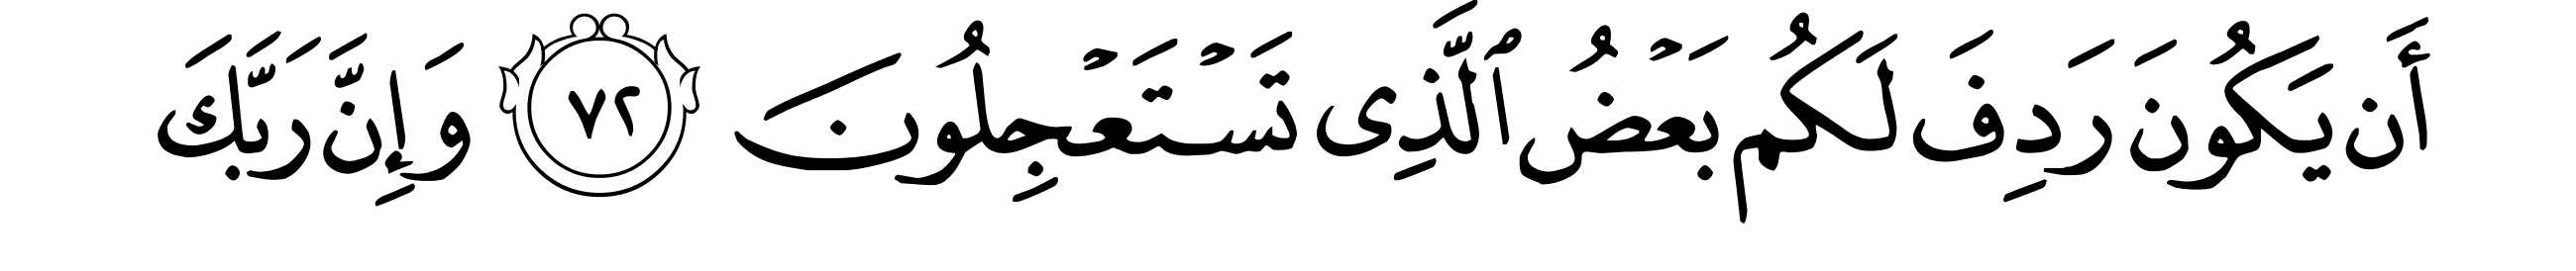 أَن يَكُونَ رَدِفَ لَكُم بَعْضُ ٱلَّذِى تَسْتَعْجِلُونَ ٧٢ وَإِنَّ رَبَّكَ